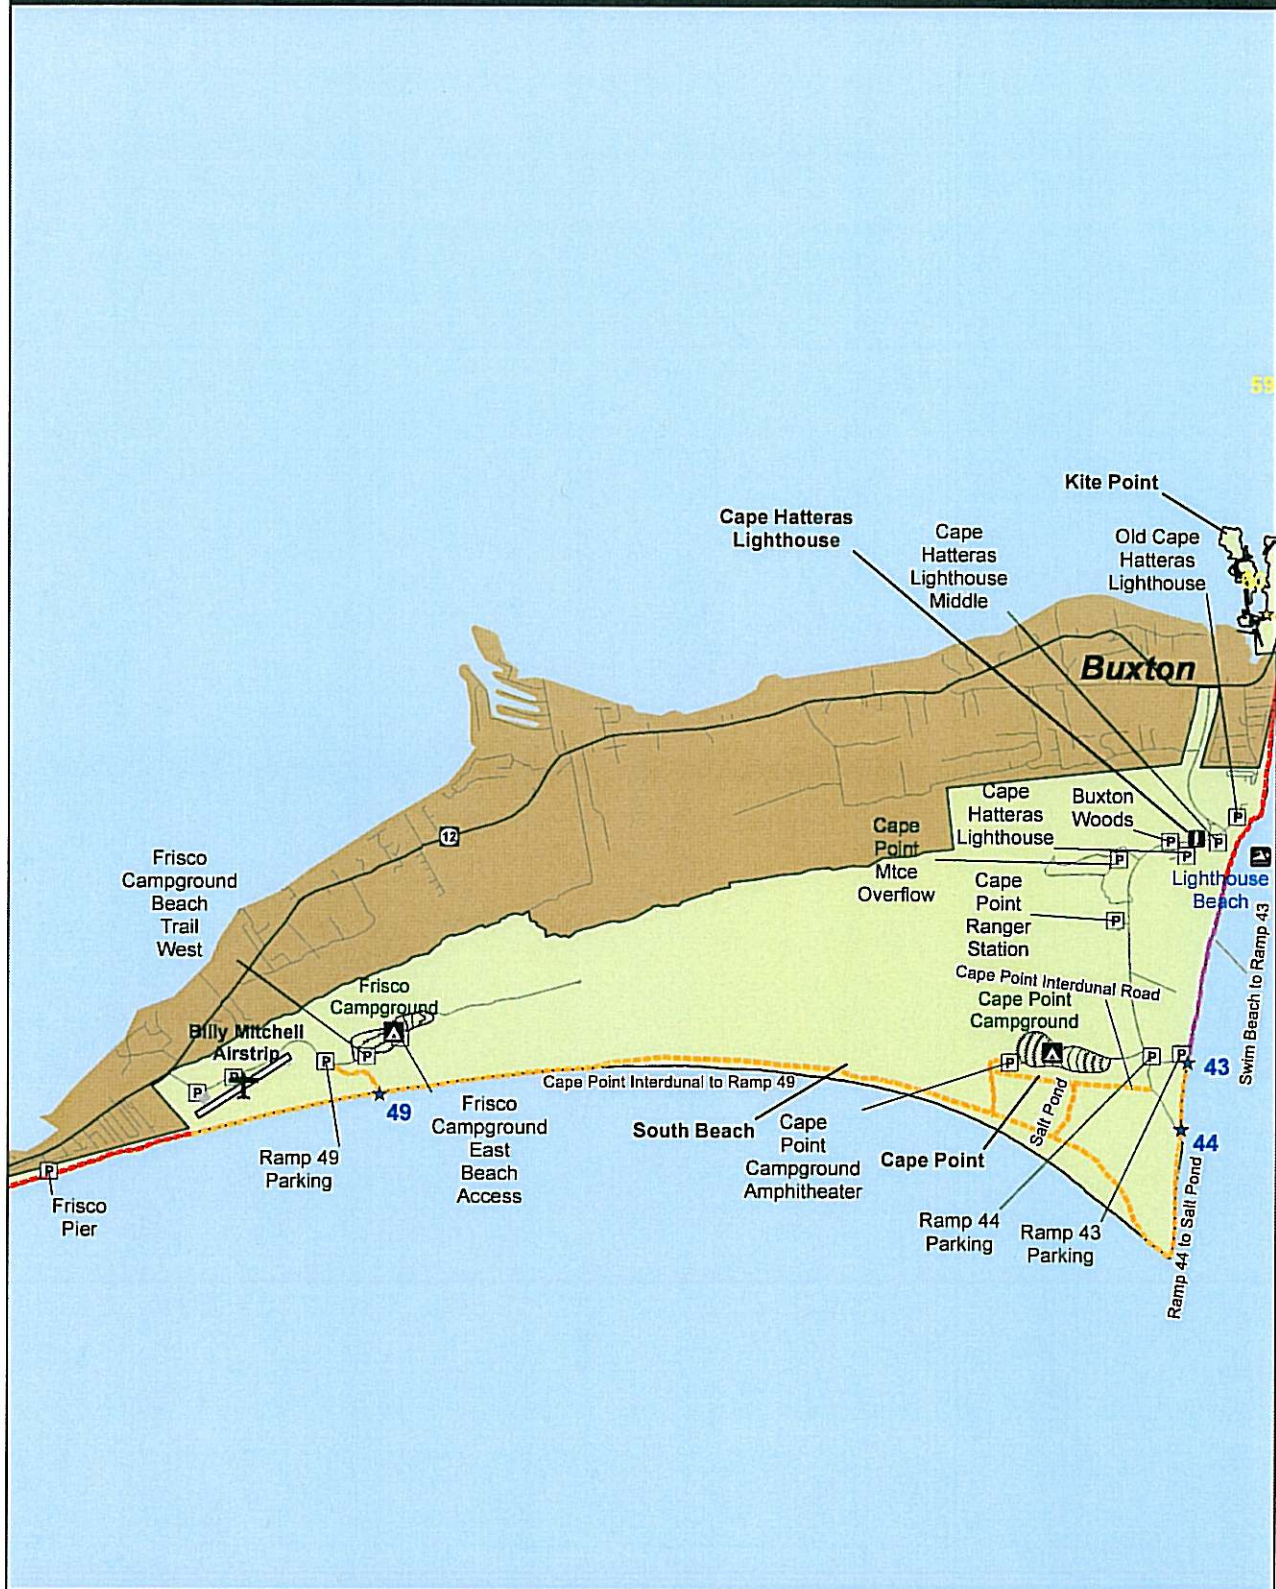 59
Kite Point
Cape Hatteras
Lighthouse
Cape
Hatteras
Lighthouse
Middle
Old Cape
Hatteras
Lighthouse
Buxton
12
Cape
Hatteras
Lighthouse
Buxton
Woods
P
P
P
P
P
Cape
Point
Mtce
Overflow
Lighthouse
Beach
Cape
Point
Ranger
Station
P
Swim Beach to Ramp 43
Frisco
Campground
Beach
Trail
West
Frisco
Campground
Cape Point Interdunal Road
Cape Point
Campground
Billy Mitchell
Airstrip
P
P
P
P
P
P
P
43
Cape Point Interdunal to Ramp 49
49
Salt Pond
44
Frisco
Campground
East
Beach
Access
South Beach
Cape
Point
Campground
Amphitheater
Cape Point
Ramp 49
Parking
P
Frisco
Pier
Ramp 44
Parking
Ramp 43
Parking
Ramp 44 to Salt Pond